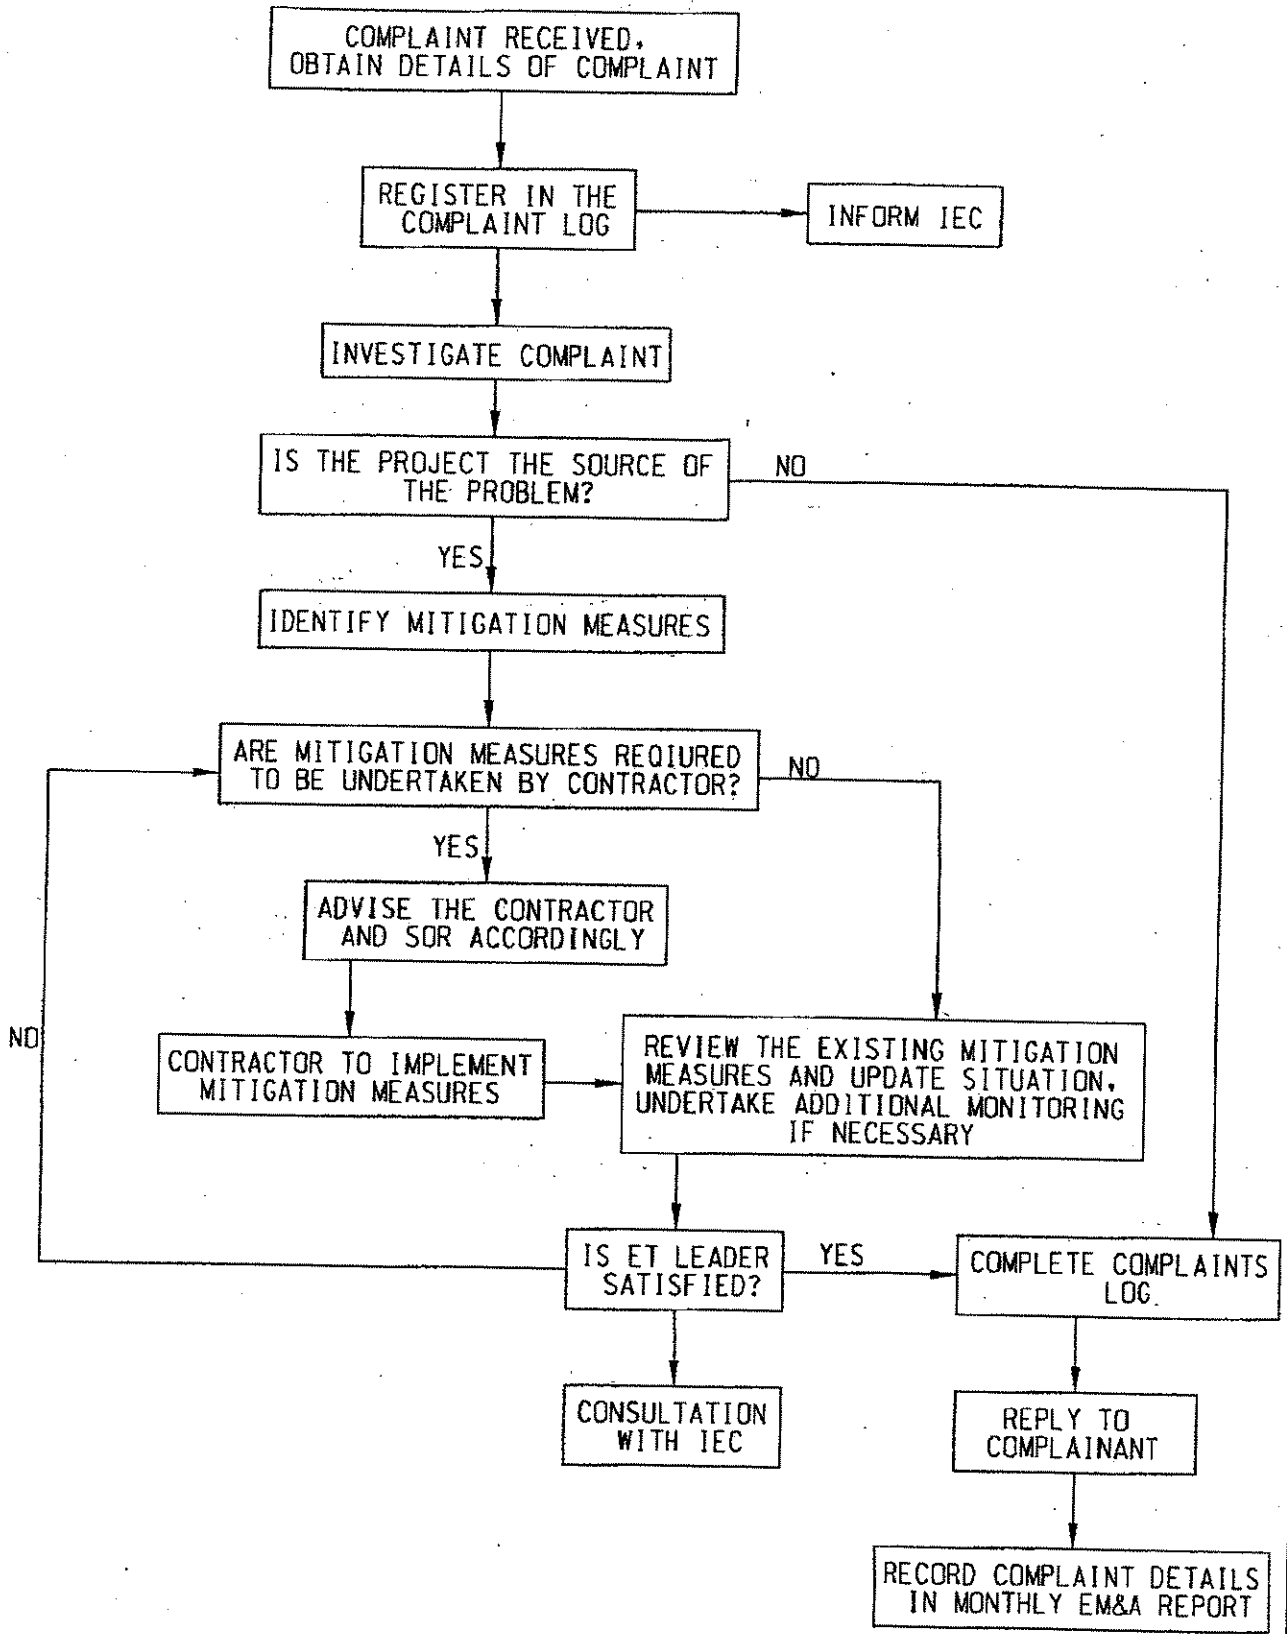 COMPLAINT RECEIVED,
OBTAIN DETAILS OF COMPLAINT
REGISTER IN THE
COMPLAINT LOG
INFORM IEC
INVESTIGATE COMPLAINT
IS THE PROJECT THE SOURCE OF
THE PROBLEM?
NO
YES
IDENTIFY MITIGATION MEASURES
ARE MITIGATION MEASURES REQIURED
TO BE UNDERTAKEN BY CONTRACTOR?
NO
YES
ADVISE THE CONTRACTOR
AND SOR ACCORDINGLY
NO
CONTRACTOR TO IMPLEMENT
MITIGATION MEASURES
REVIEW THE EXISTING MITIGATION
MEASURES AND UPDATE SITUATION,
UNDERTAKE ADDITIONAL MONITORING
IF NECESSARY
IS ET LEADER
SATISFIED?
YES
COMPLETE COMPLAINTS
LOG.
CONSULTATION
WITH IEC
REPLY TO
COMPLAINANT
RECORD COMPLAINT DETAILS
IN MONTHLY EM&A REPORT